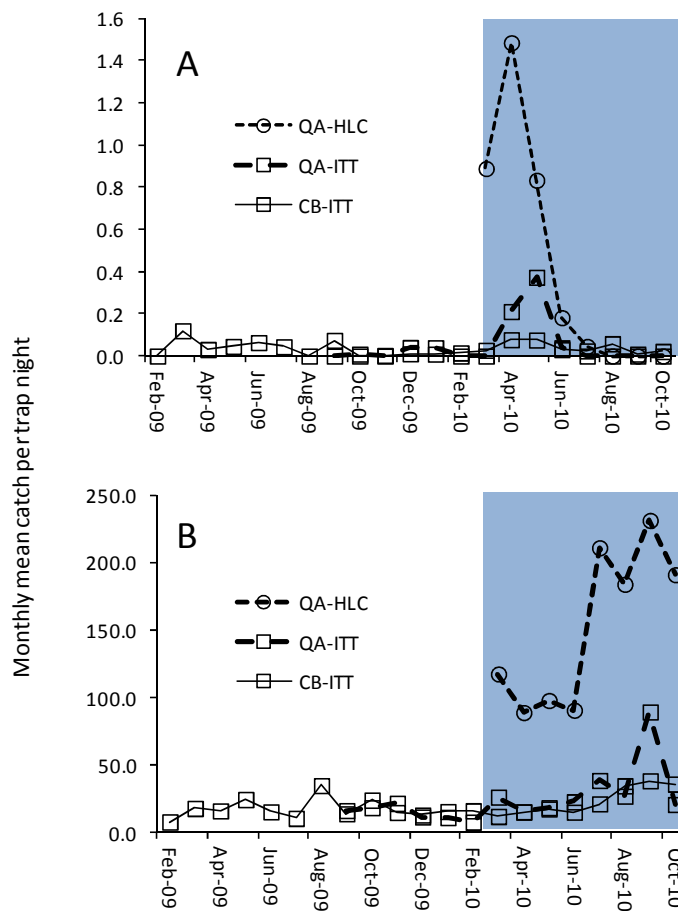 Monthly mean catch per trap night
1.6
1.4
1.2
1.0
0.8
0.6
0.4
0.2
0.0
A
QA-HLC
QA-ITT
CB-ITT
Feb-09
Apr-09
Jun-09
Aug-09
Oct-09
Dec-09
Feb-10
Apr-10
Jun-10
Aug-10
Oct-10
250.0
200.0
150.0
100.0
50.0
0.0
B
QA-HLC
QA-ITT
CB-ITT
Feb-09
Apr-09
Jun-09
Aug-09
Oct-09
Dec-09
Feb-10
Apr-10
Jun-10
Aug-10
Oct-10